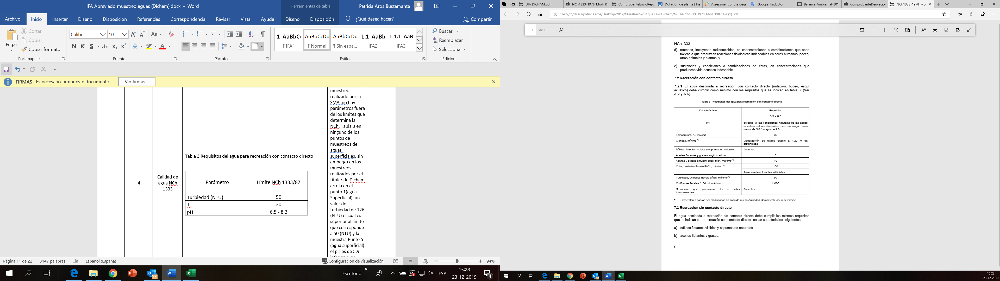 IFA Abreviado muestreo aguas (Dicham).docx - Word
Herramientas de tabla
Patricia Aros Bustamante
Archivo Inicio Insertar Diseño Disposición Referencias Correspondencia Revisar Vista Ayuda Diseño Disposición ¿Qué desea hacer? Compartir
Pegar
Cortar
Copiar
Copiar formato
Portapapeles
Calibri 10
N K S abc
Fuente
Párrafo
1 AaBbCc AaBbCcDc AaBbCcDc 1.1 AaBb 1.1.1 AaB
¶ IFA1 ¶ Normal ¶ Sin espa... IFA2 IFA3
Estilos
Buscar
Reemplazar
Seleccionar
Edición
FIRMAS Es necesario firmar este documento. Ver firmas...
4
Calidad de
agua NCh
1333
Tabla 3 Requisitos del agua para recreación con contacto directo
Parámetro Límite NCh 1333/87
Turbiedad (NTU) 50
T° 30
pH 6.5 - 8.3
muestreo
realizado por la
SMA ,no hay
parámetros fuera
de los límites que
determina la
NCh. Tabla 3 en
ninguno de los
puntos de
muestreos de
aguas
superficiales, sin
embargo en los
muestreos
realizados por el
titular de Dicham
arroja en el
punto 1(agua
Superficial) un
valor de
turbiedad de 126
(NTU) el cual es
superior al límite
que corresponde
a 50 (NTU) y la
muestra Punto 5
(agua superficial)
el pH es de 5,9
Página 11 de 22 3147 palabras Español (España) Configuración de visualización 94%
Escritorio ESP 15:28
23-12-2019
4
DIA DICHAM.pdf NCh1333-1978_Mod-19 ComprobanteEnvioRepo Dotación de planta | Ins Assessment of the degr Google Traductor Balance-Ambiental-201 ComprobanteDerivacion NCh1333-1978_Mo
file:///C:/Users/patricia.aros/Desktop/2019/Muestreo%20Aguas%20Dicham/NCH/NCh1333-1978_Mod-1987%20(1).pdf
10 de 15
NCh1333
d) materias, incluyendo radionucleidos, en concentraciones o combinaciones que sean
tóxicas o que produzcan reacciones fisiológicas indeseables en seres humanos, peces,
otros animales y plantas; y
e) sustancias y condiciones o combinaciones de éstas, en concentraciones que
produzcan vida acuática indeseable.
7.2 Recreación con contacto directo
7.2.1 El agua destinada a recreación con contacto directo (natación, buceo, esquí
acuático) debe cumplir como mínimo con los requisitos que se indican en tabla 3. (Ver
A.2 y A.6).
Tabla 3 - Requisitos del agua para recreación con contacto directo
Características Requisito
pH
6,5 a 8,3
excepto si las condiciones naturales de las aguas
muestren valores diferentes, pero en ningún caso
menor de 5,0 ó mayor de 9,0
Temperatura, ºC, máximo 30
Claridad, mínimo *) Visualización de discos Secchi a 1,20 m de
profundidad
Sólidos flotantes visibles y espumas no naturales Ausentes
Aceites flotantes y grasas, mg/l, máximo *) 5
Aceites y grasas emulsificadas, mg/l, máximo *) 10
Color, unidades Escala Pt-Co, máximo *) 100
Ausencia de colorantes artificiales
Turbiedad, unidades Escala Sílice, máximo *) 50
Coliformes fecales / 100 ml, máximo *) 1 000
Sustancias que produzcan olor o sabor
inconvenientes Ausentes
*) Estos valores podrán ser modificados en caso de que la Autoridad Competente así lo determine.
7.3 Recreación sin contacto directo
El agua destinada a recreación sin contacto directo debe cumplir los mismos requisitos
que se indican para recreación con contacto directo, en las características siguientes:
a) sólidos flotantes visibles y espumas no naturales;
b) aceites flotantes y grasas;
6
15:28
23-12-2019